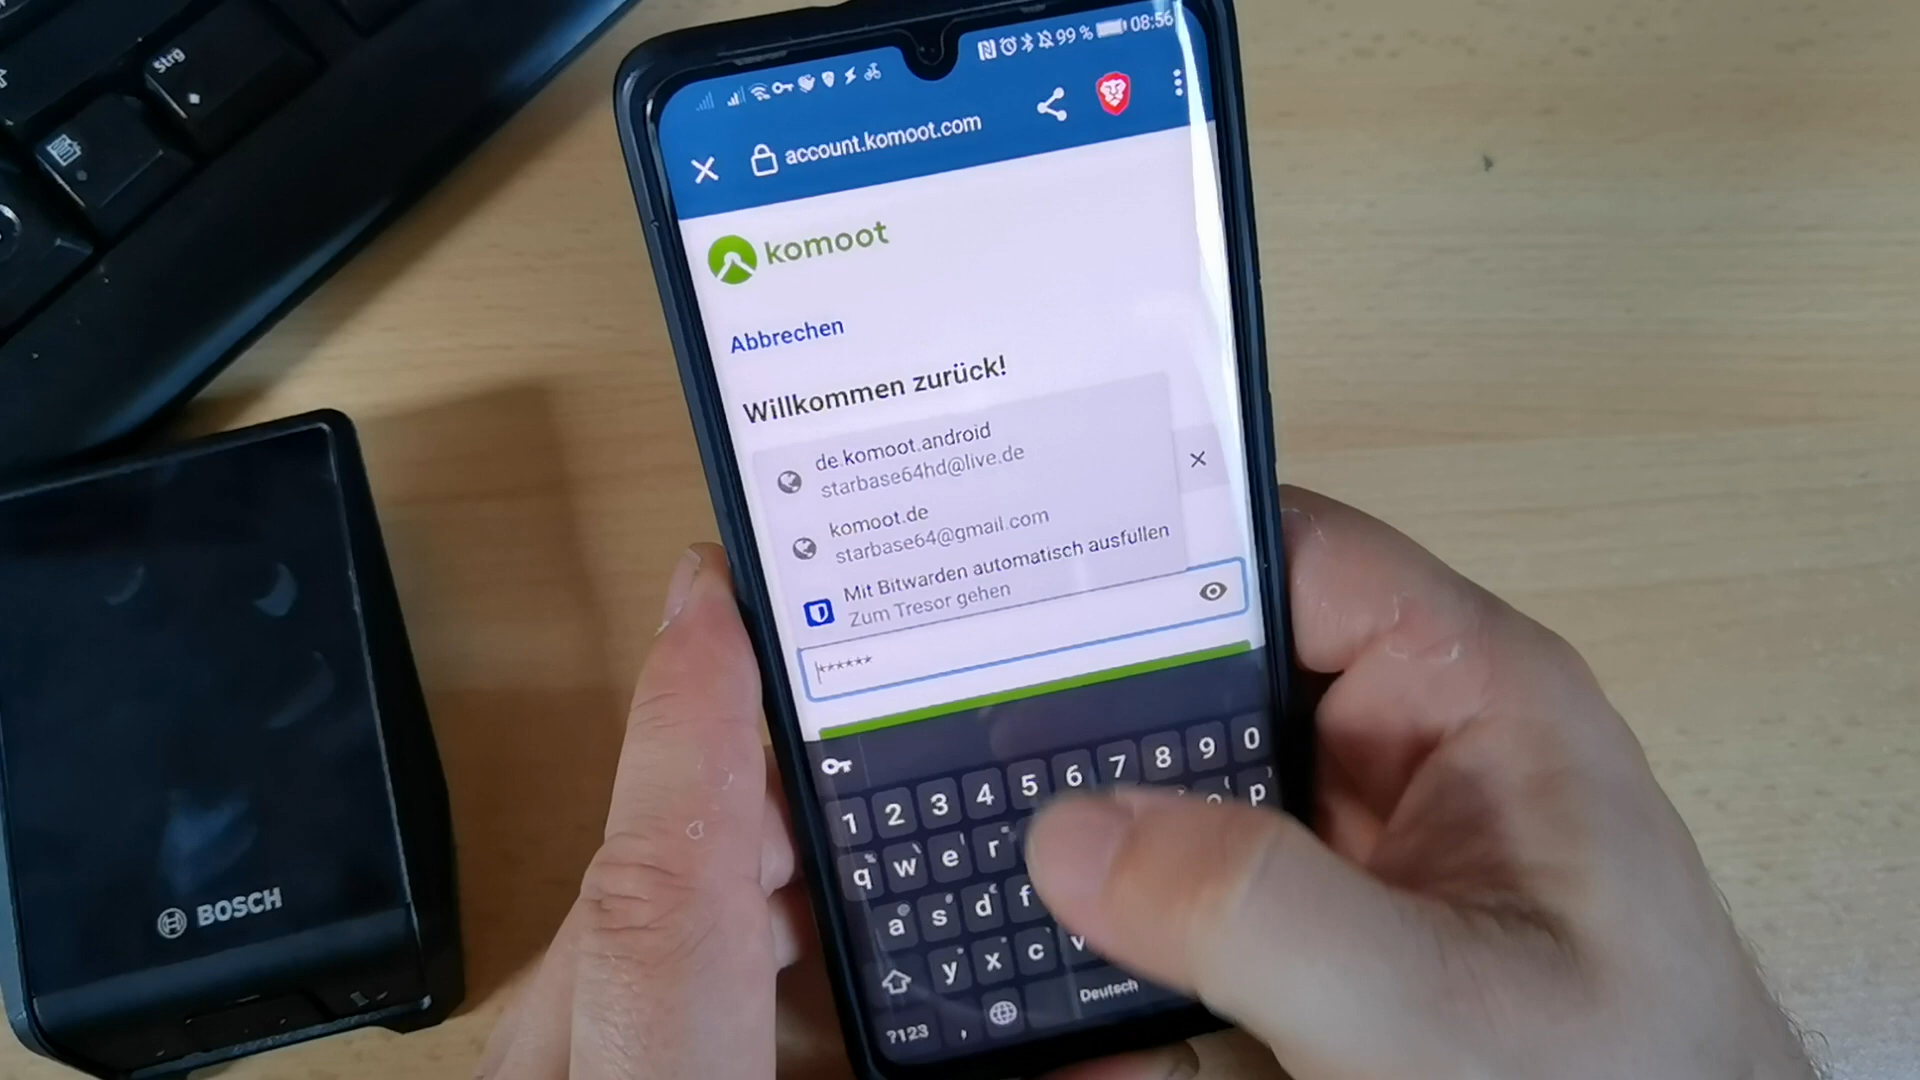 Strg
99 % 08:56
account.komoot.com
komoot
Abbrechen
Willkommen zurück!
de.komoot.android
starbase64hd@live.de
komoot.de
starbase64@gmail.com
Mit Bitwarden automatisch ausfüllen
Zum Tresor gehen
******
1 2 3 4 5 6 7 8 9 0
q w e r p
a s d f
y x c v
?123 , Deutsch
BOSCH